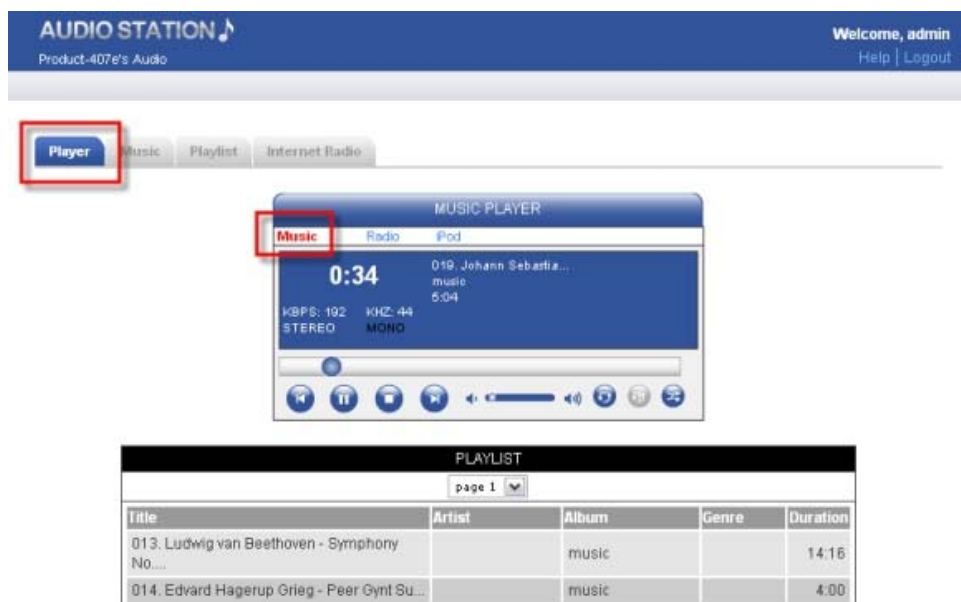 AUDIO STATION
Welcome, admin
Product-407e's Audio
Help | Logout
Player Music Playlist Internet Radio
MUSIC PLAYER
Music Radio iPod
0:34
019. Johann Sebastia...
music
5:04
KBPS: 192 KHZ: 44
STEREO MONO
PLAYLIST
page 1
Title Artist Album Genre Duration
013. Ludwig van Beethoven - Symphony No.... music 14:16
014. Edvard Hagerup Grieg - Peer Gynt Su... music 4:00